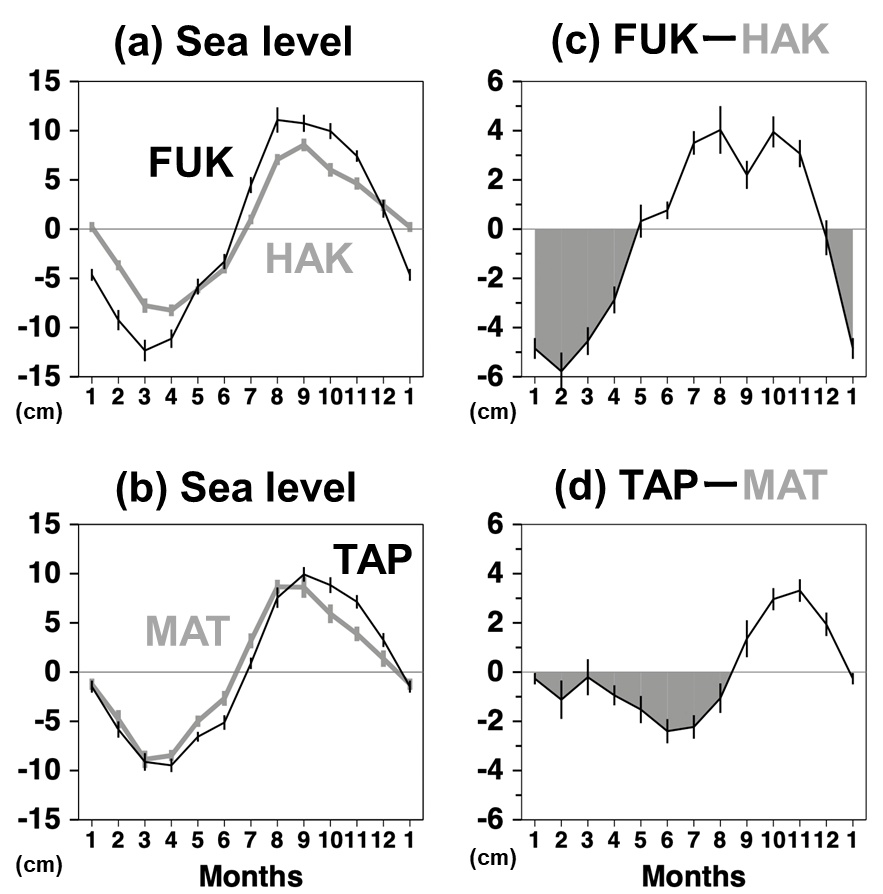 (a) Sea level
15
10
5
0
-5
-10
-15
FUK
HAK
1 2 3 4 5 6 7 8 9 10 11 12 1
(cm)
(c) FUK—HAK
6
4
2
0
-2
-4
-6
1 2 3 4 5 6 7 8 9 10 11 12 1
(cm)
(b) Sea level
15
10
5
0
-5
-10
-15
TAP
MAT
1 2 3 4 5 6 7 8 9 10 11 12 1
(cm)
Months
(d) TAP—MAT
6
4
2
0
-2
-4
-6
1 2 3 4 5 6 7 8 9 10 11 12 1
(cm)
Months